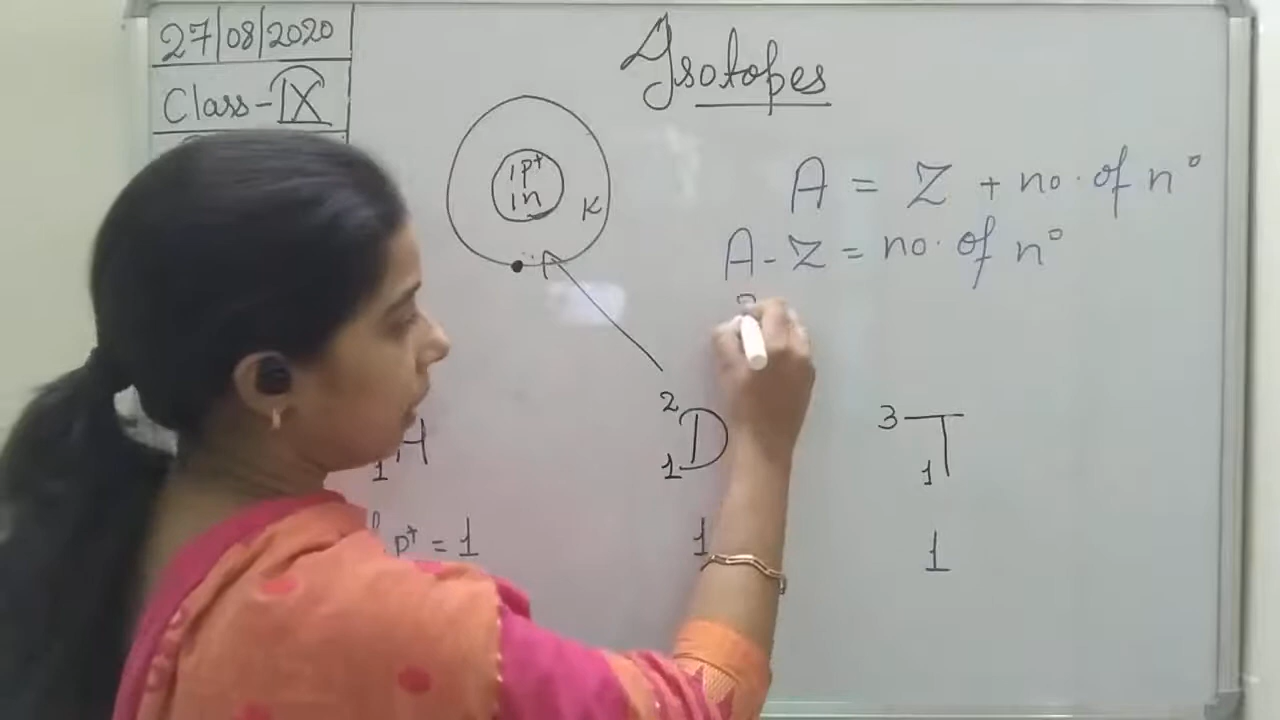 27/08/2020
Class-IX
Isotopes
1p⁺
1n
K
A = Z + no. of n°
A - Z = no. of n°
1 H
2 1 D
3 1 T
p⁺ = 1
1
1